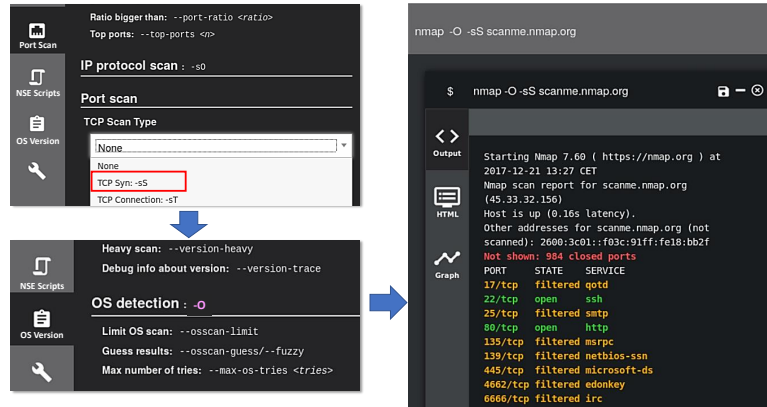 Ratio bigger than: --port-ratio <ratio>
Top ports: --top-ports <n>
Port Scan
IP protocol scan : -sO
NSE Scripts
Port scan
TCP Scan Type
OS Version
None
None
TCP Syn: -sS
TCP Connection: -sT
Heavy scan: --version-heavy
Debug info about version: --version-trace
NSE Scripts
OS detection : -O
OS Version
Limit OS scan: --osscan-limit
Guess results: --osscan-guess/--fuzzy
Max number of tries: --max-os-tries <tries>
nmap -O -sS scanme.nmap.org
$ nmap -O -sS scanme.nmap.org
Output
HTML
Graph
Starting Nmap 7.60 ( https://nmap.org ) at
2017-12-21 13:27 CET
Nmap scan report for scanme.nmap.org
(45.33.32.156)
Host is up (0.16s latency).
Other addresses for scanme.nmap.org (not
scanned): 2600:3c01::f03c:91ff:fe18:bb2f
Not shown: 984 closed ports
PORT STATE SERVICE
17/tcp filtered qotd
22/tcp open ssh
25/tcp filtered smtp
80/tcp open http
135/tcp filtered msrpc
139/tcp filtered netbios-ssn
445/tcp filtered microsoft-ds
4662/tcp filtered edonkey
6666/tcp filtered irc